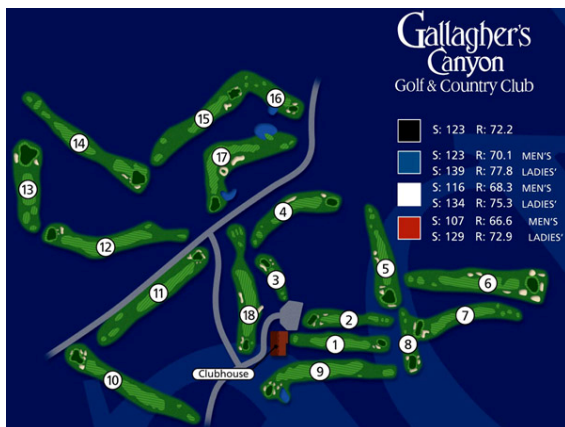 Gallagher's
Canyon
Golf & Country Club
S: 123 R: 72.2
S: 123 R: 70.1 MEN'S
S: 139 R: 77.8 LADIES'
S: 116 R: 68.3 MEN'S
S: 134 R: 75.3 LADIES'
S: 107 R: 66.6 MEN'S
S: 129 R: 72.9 LADIES'
16
15
14
17
13
4
12
5
3
6
11
18
2
7
1
8
9
Clubhouse
10